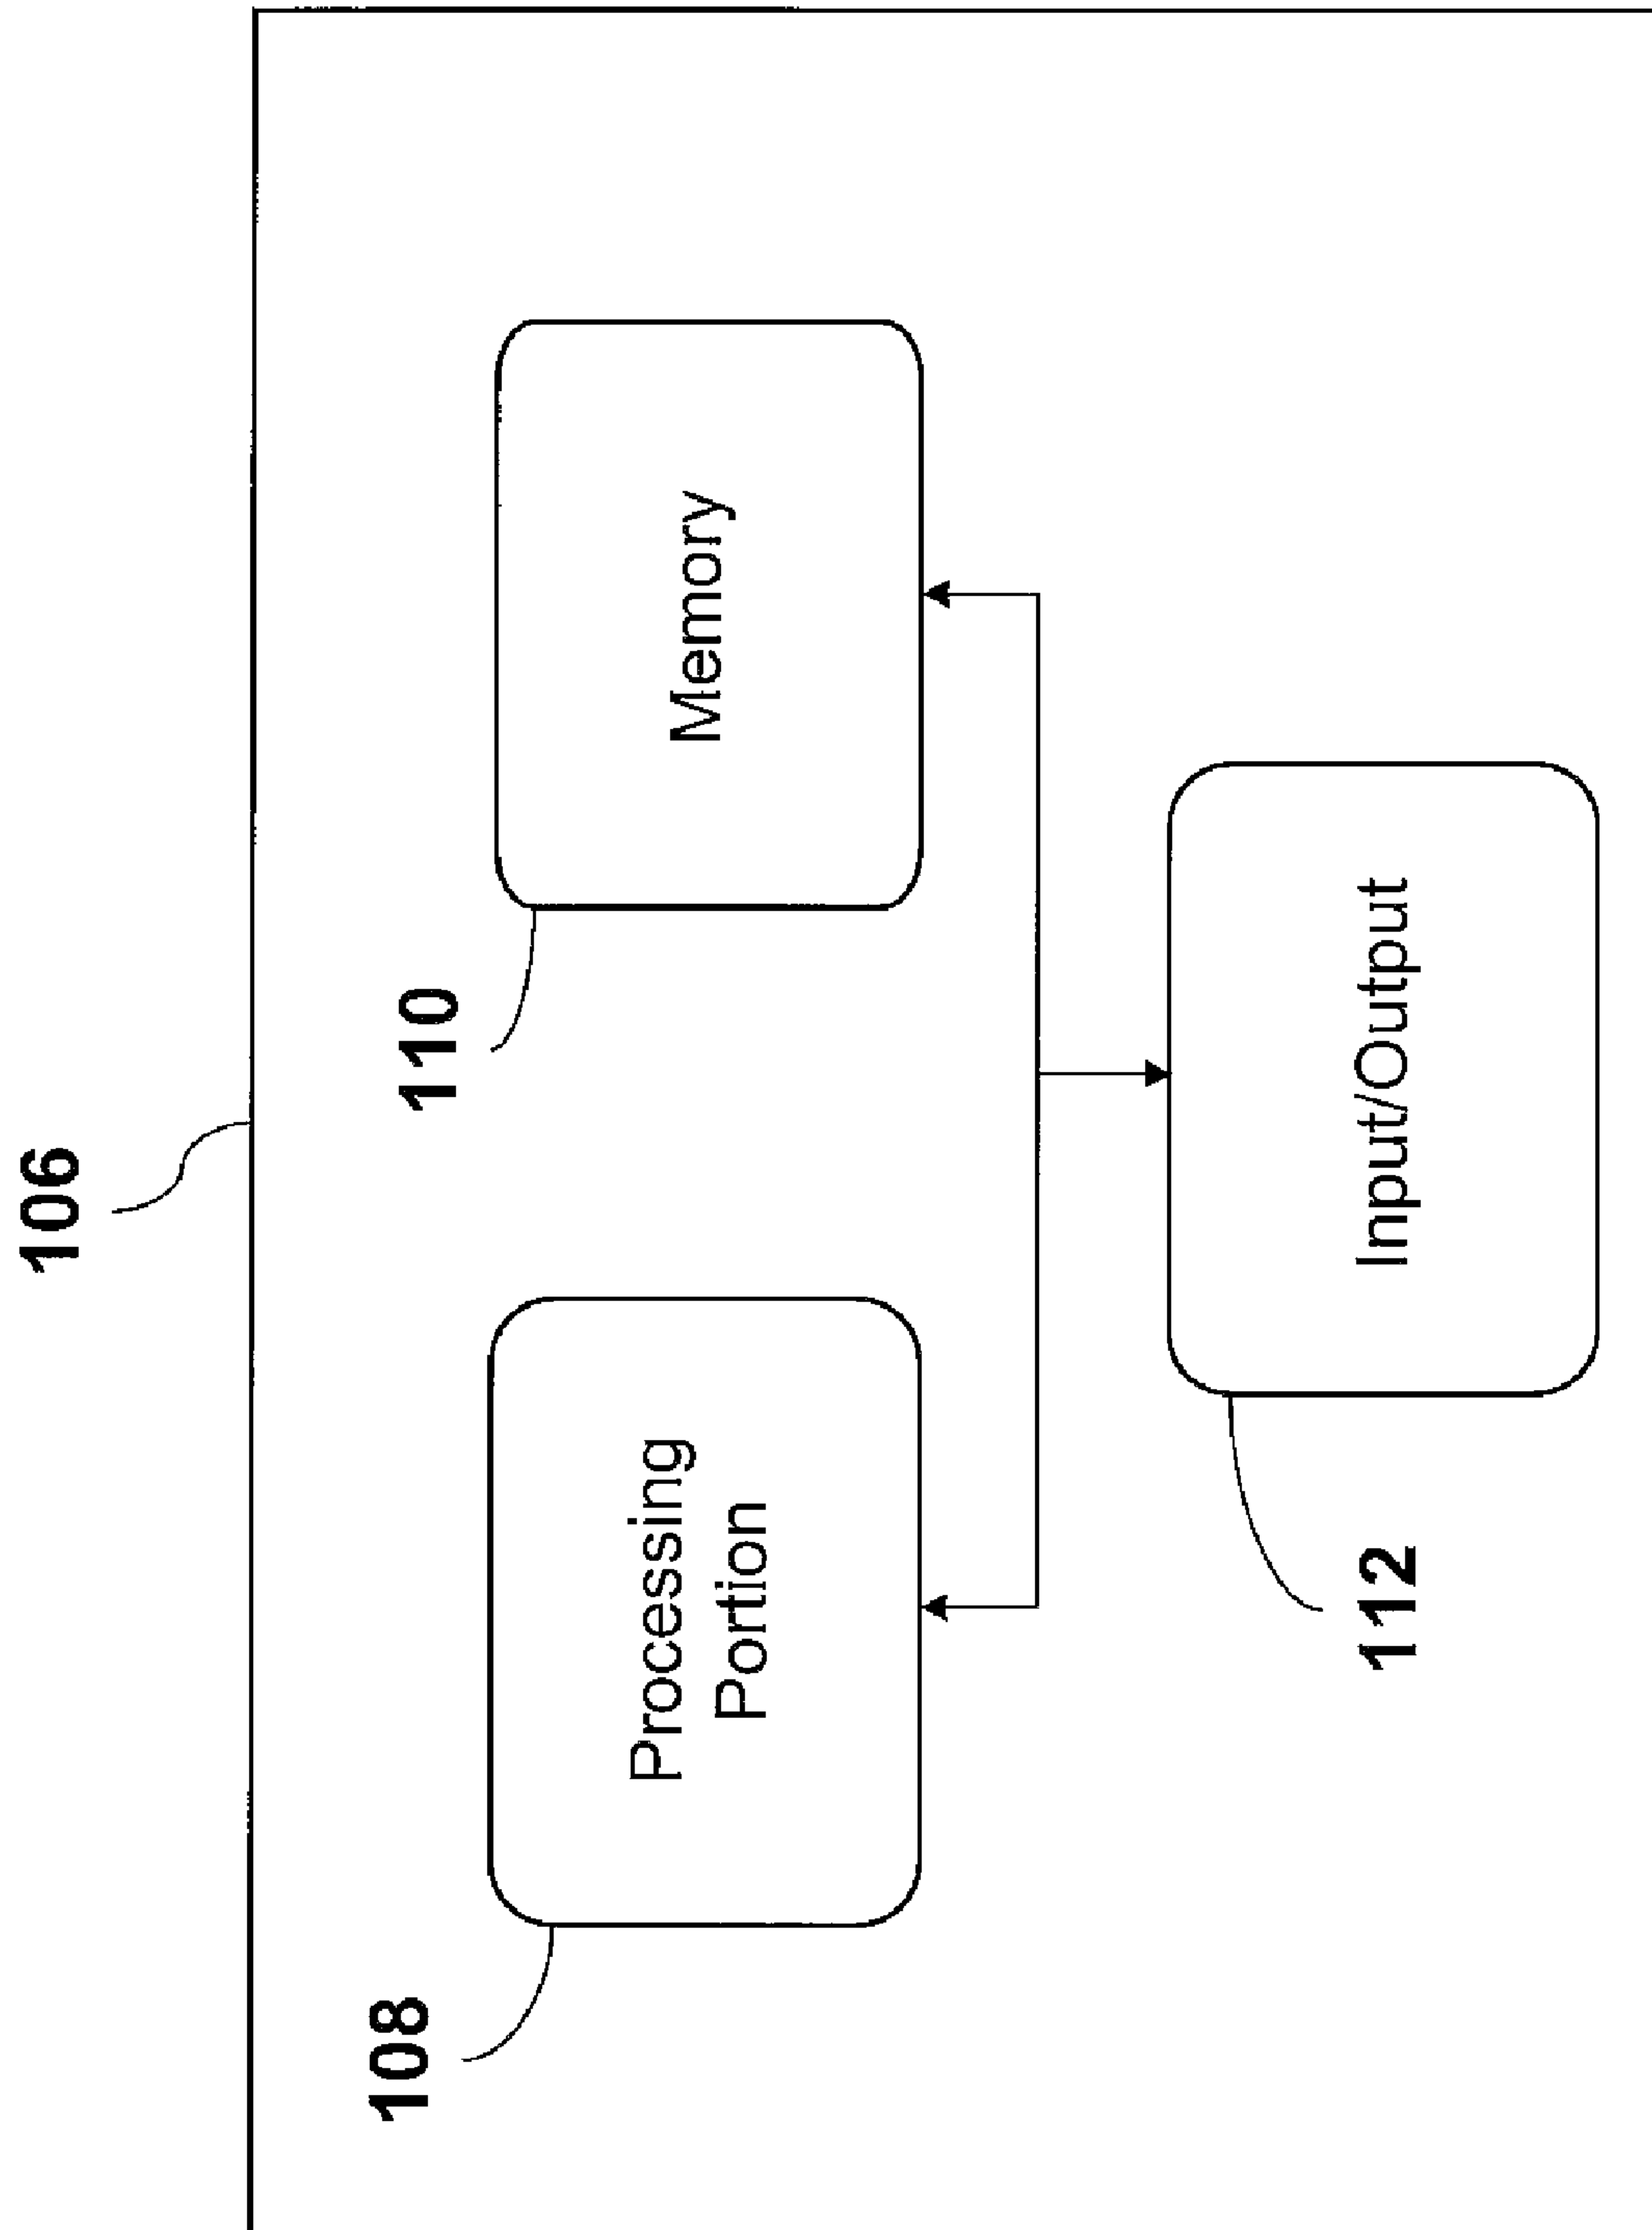 106
108
Processing
Portion
110
Memory
112
Input/Output